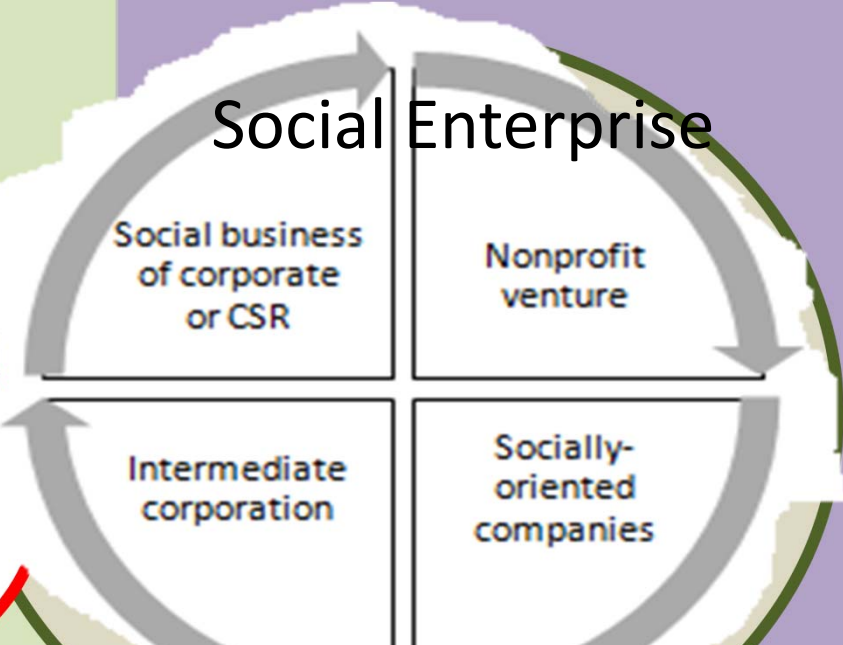 Social Enterprise
Social business
of corporate
or CSR
Nonprofit
venture
Intermediate
corporation
Socially-
oriented
companies